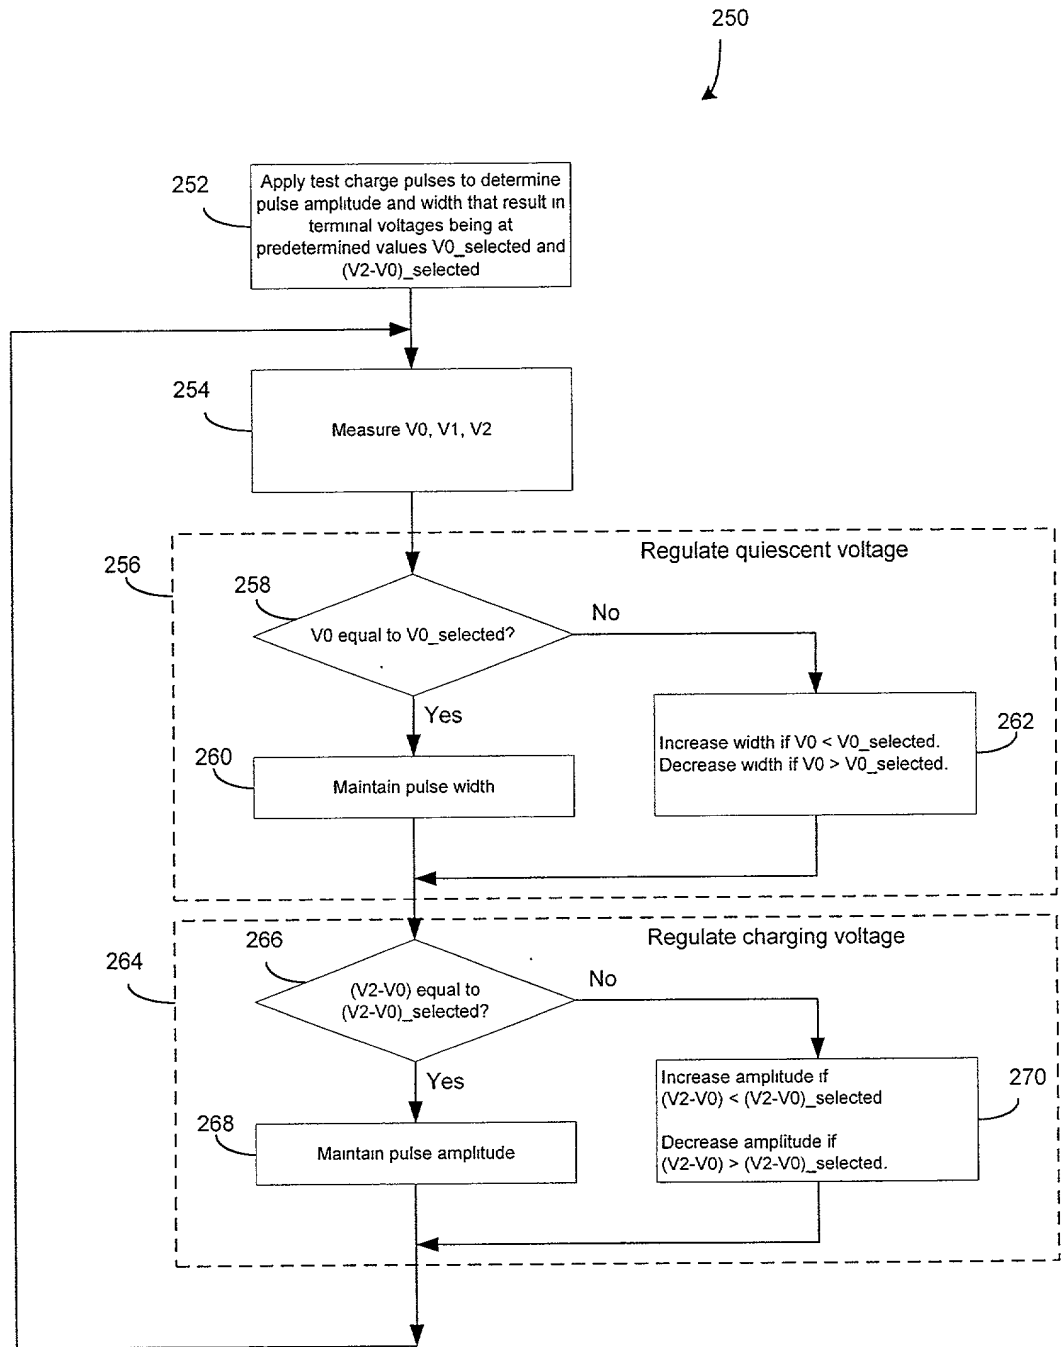 250
252
Apply test charge pulses to determine
pulse amplitude and width that result in
terminal voltages being at
predetermined values V0_selected and
(V2-V0)_selected
254
Measure V0, V1, V2
256
Regulate quiescent voltage
258
V0 equal to V0_selected?
No
Yes
260
Maintain pulse width
262
Increase width if V0 < V0_selected.
Decrease width if V0 > V0_selected.
264
Regulate charging voltage
266
(V2-V0) equal to
(V2-V0)_selected?
No
Yes
268
Maintain pulse amplitude
270
Increase amplitude if
(V2-V0) < (V2-V0)_selected
Decrease amplitude if
(V2-V0) > (V2-V0)_selected.